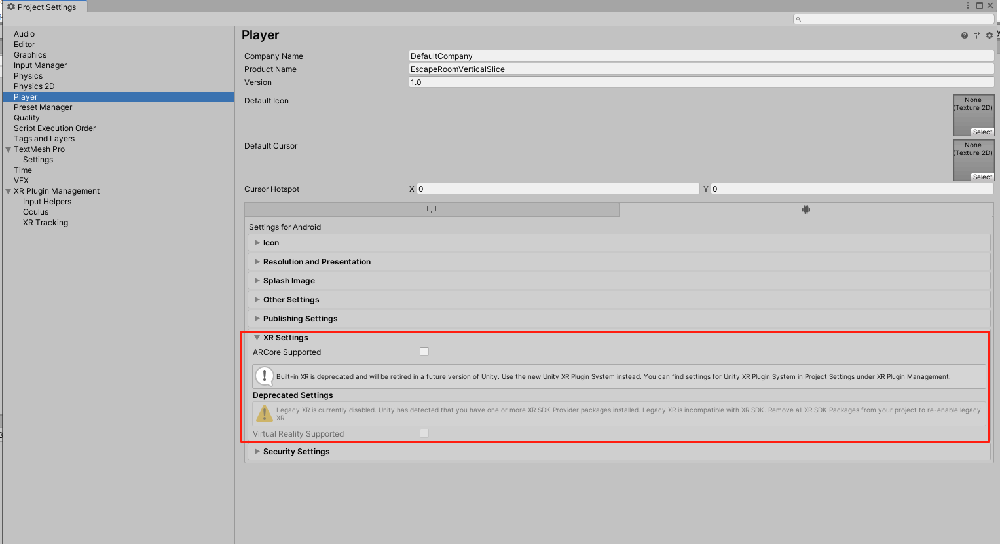 Project Settings
Audio
Editor
Graphics
Input Manager
Physics
Physics 2D
Player
Preset Manager
Quality
Script Execution Order
Tags and Layers
TextMesh Pro
Settings
Time
VFX
XR Plugin Management
Input Helpers
Oculus
XR Tracking
Player
Company Name DefaultCompany
Product Name EscapeRoomVerticalSlice
Version 1.0
Default Icon
None
(Texture 2D)
Select
Default Cursor
None
(Texture 2D)
Select
Cursor Hotspot X 0 Y 0
Settings for Android
Icon
Resolution and Presentation
Splash Image
Other Settings
Publishing Settings
XR Settings
ARCore Supported
Built-in XR is deprecated and will be retired in a future version of Unity. Use the new Unity XR Plugin System instead. You can find settings for Unity XR Plugin System in Project Settings under XR Plugin Management.
Deprecated Settings
Legacy XR is currently disabled. Unity has detected that you have one or more XR SDK Provider packages installed. Legacy XR is incompatible with XR SDK. Remove all XR SDK Packages from your project to re-enable legacy
XR
Virtual Reality Supported
Security Settings